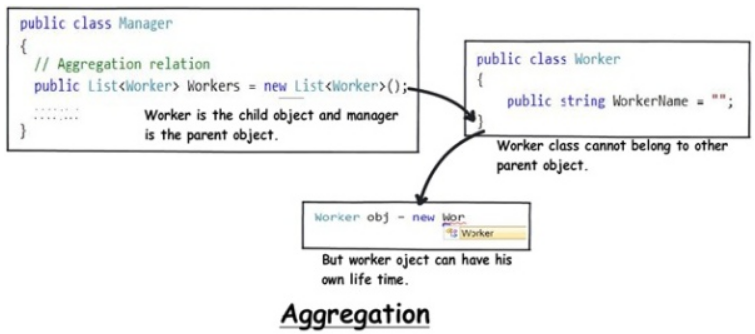 public class Manager
{
// Aggregation relation
public List<Worker> Workers = new List<Worker>();
........
........
}
Worker is the child object and manager
is the parent object.
public class Worker
{
public string WorkerName = "";
}
Worker class cannot belong to other
parent object.
Worker obj - new Wor
Worker
But worker oject can have his
own life time.
Aggregation